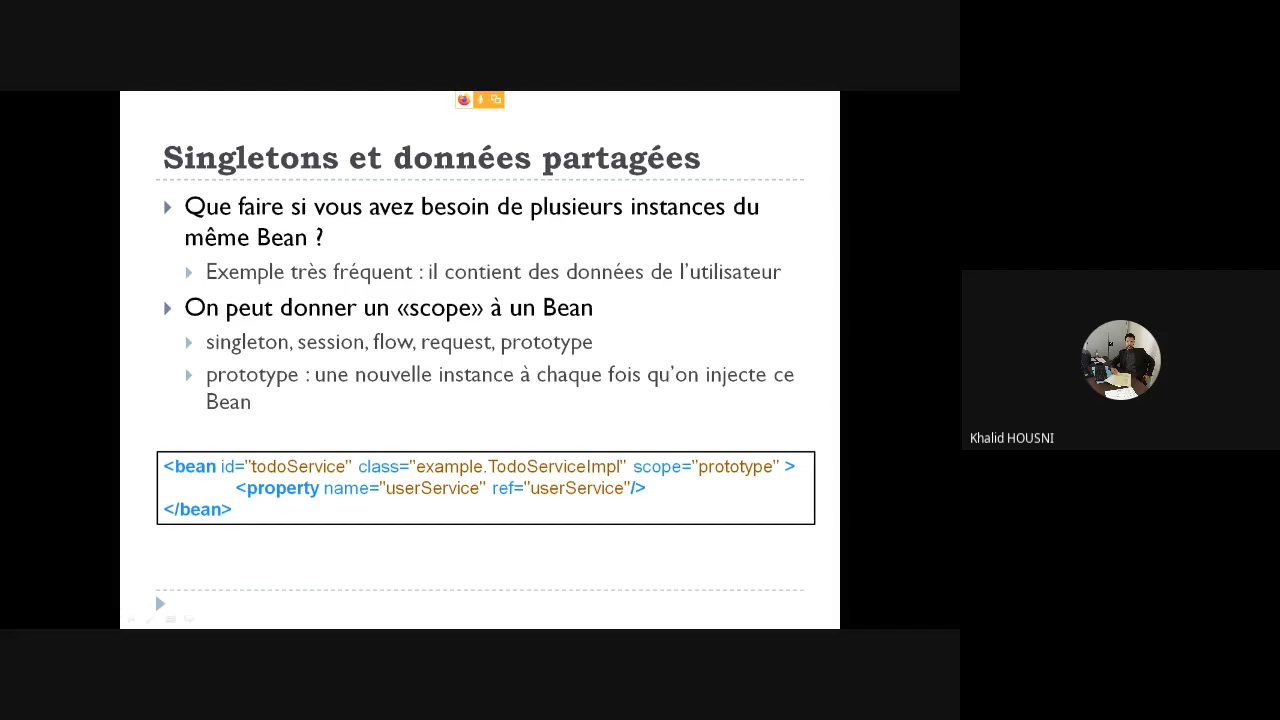 Singletons et données partagées
Que faire si vous avez besoin de plusieurs instances du
même Bean ?
Exemple très fréquent : il contient des données de l'utilisateur
On peut donner un «scope» à un Bean
singleton, session, flow, request, prototype
prototype : une nouvelle instance à chaque fois qu'on injecte ce
Bean
<bean id="todoService" class="example.TodoServiceImpl" scope="prototype" >
<property name="userService" ref="userService"/>
</bean>
Khalid HOUSNI